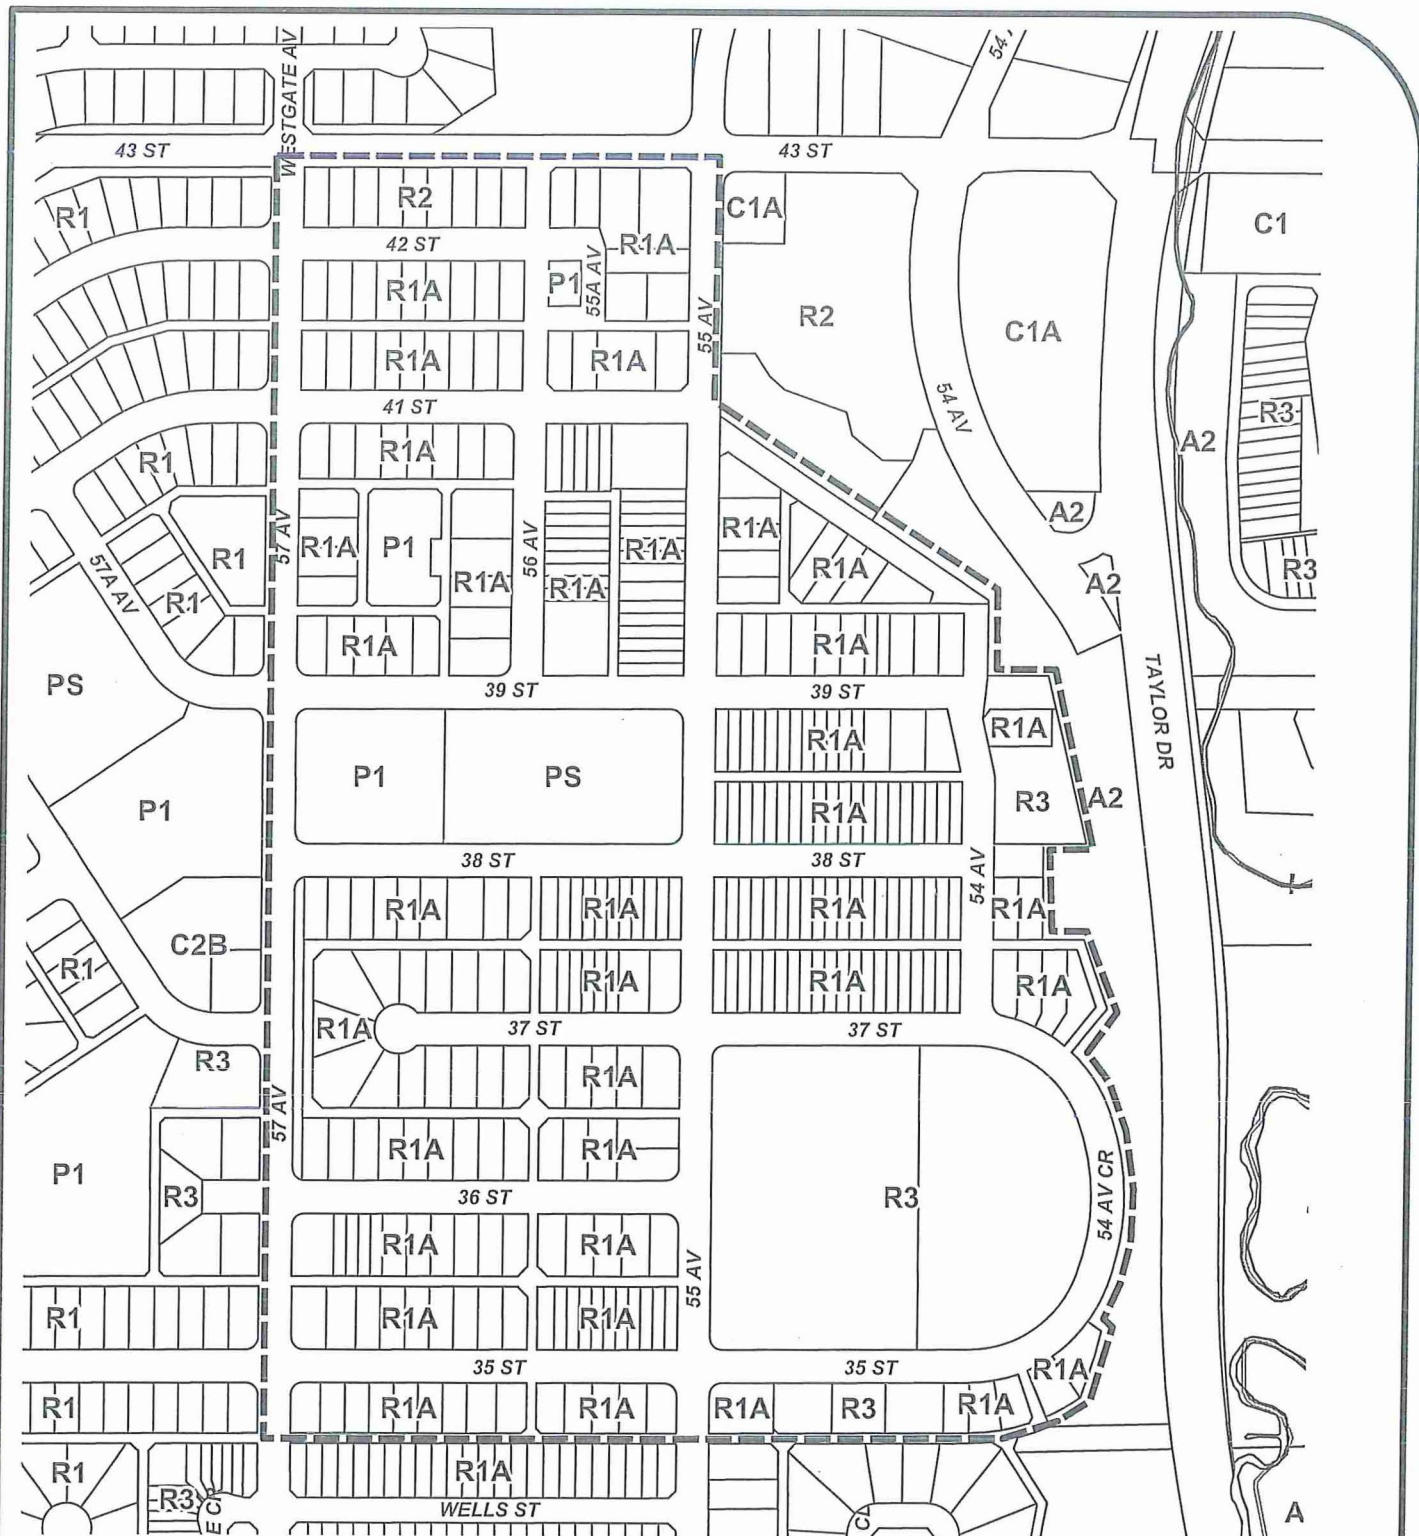 WESTGATE AV
54
43 ST
43 ST
R1
R2
C1A
C1
42 ST
R1A
P1
55A AV
R1A
55 AV
R2
C1A
R1A
R1A
41 ST
54 AV
R3
A2
R1A
R1
A2
R1A
57 AV
R1
R1A
P1
56 AV
R1A
R1A
R1A
R1A
R3
57A AV
R1
R1A
A2
R1A
R1A
PS
39 ST
39 ST
TAYLOR DR
R1A
R1A
P1
PS
P1
R1A
R3
A2
38 ST
38 ST
54 AV
R1A
R1A
R1A
R1A
C2B
R1
R1A
R1A
R1A
R1A
37 ST
37 ST
R3
R1A
57 AV
R1A
R1A
P1
R3
36 ST
R3
54 AV CR
R1A
R1A
55 AV
R1
R1A
R1A
35 ST
35 ST
R1A
R1
R1A
R1A
R1A
R3
R1A
R1
R1A
R3
WELLS ST
E C
CL
A